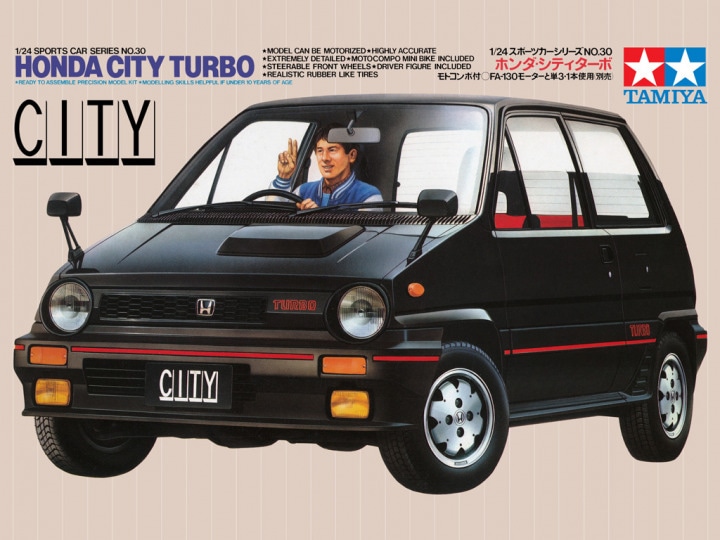 1/24 SPORTS CAR SERIES NO.30
HONDA CITY TURBO
★MODEL CAN BE MOTORIZED★HIGHLY ACCURATE
★EXTREMELY DETAILED★MOTOCOMPO MINI BIKE INCLUDED
★STEERABLE FRONT WHEELS★DRIVER FIGURE INCLUDED
★REALISTIC RUBBER LIKE TIRES
★READY TO ASSEMBLE PRECISION MODEL KIT ★MODELLING SKILLS HELPFUL IF UNDER 10 YEARS OF AGE
1/24 スポーツカーシリーズ NO.30
ホンダ・シティターボ
モトコンポ付 ○FA-130モーターと単3・1本使用(別売)
TAMIYA
CITY
TURBO
TURBO
CITY